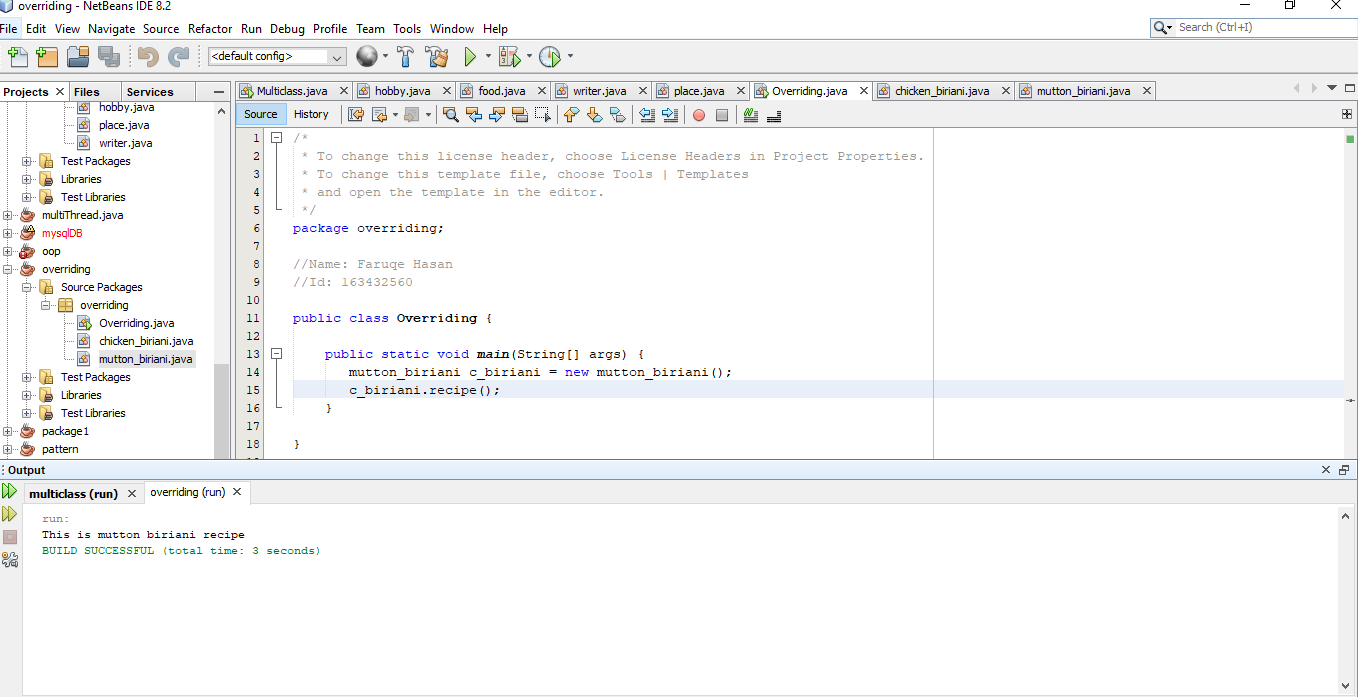 overriding - NetBeans IDE 8.2
File Edit View Navigate Source Refactor Run Debug Profile Team Tools Window Help
Search (Ctrl+I)
<default config>
Projects Files Services
hobby.java
place.java
writer.java
Test Packages
Libraries
Test Libraries
multiThread.java
mysqlDB
oop
overriding
Source Packages
overriding
Overriding.java
chicken_biriani.java
mutton_biriani.java
Test Packages
Libraries
Test Libraries
package1
pattern
Multiclass.java hobby.java food.java writer.java place.java Overriding.java chicken_biriani.java mutton_biriani.java
Source History
1 /*
2 * To change this license header, choose License Headers in Project Properties.
3 * To change this template file, choose Tools | Templates
4 * and open the template in the editor.
5 */
6 package overriding;
7
8 //Name: Faruqe Hasan
9 //Id: 163432560
10
11 public class Overriding {
12
13 public static void main(String[] args) {
14 mutton_biriani c_biriani = new mutton_biriani();
15 c_biriani.recipe();
16 }
17
18 }
Output
multiclass (run) overriding (run)
run:
This is mutton biriani recipe
BUILD SUCCESSFUL (total time: 3 seconds)